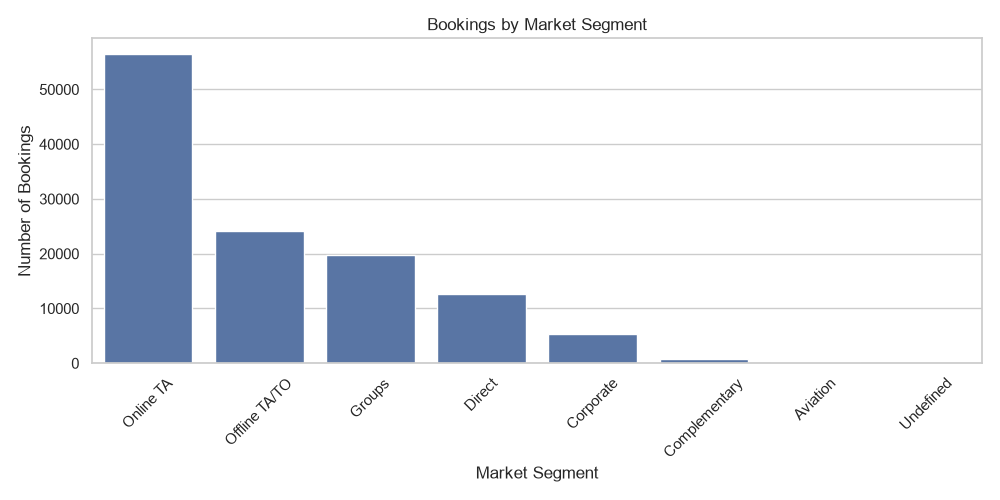 Bookings by Market Segment
Number of Bookings
50000
40000
30000
20000
10000
0
Online TA
Offline TA/TO
Groups
Direct
Corporate
Complementary
Aviation
Undefined
Market Segment